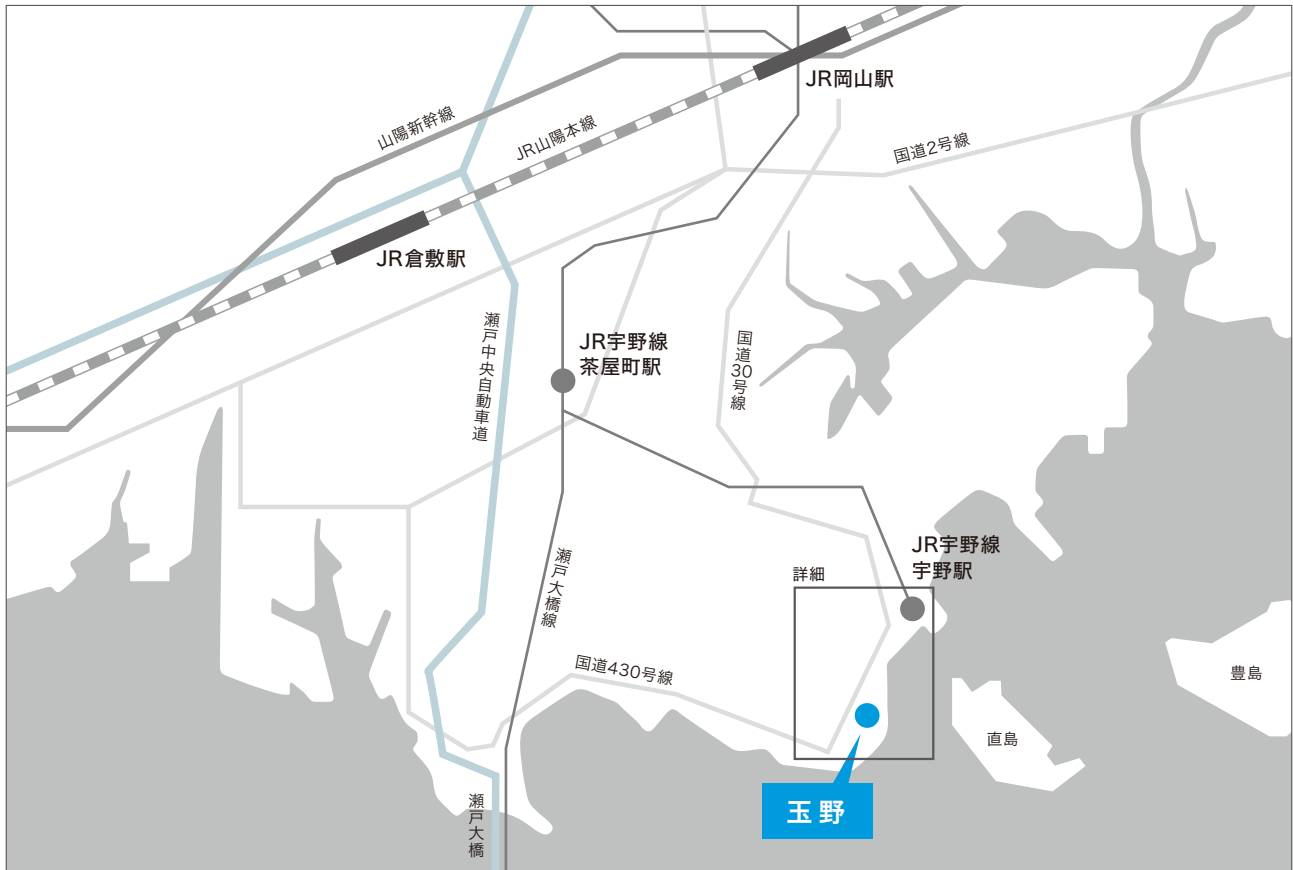 JR岡山駅
山陽新幹線
JR山陽本線
国道2号線
JR倉敷駅
瀬戸中央自動車道
JR宇野線
茶屋町駅
国道30号線
JR宇野線
宇野駅
詳細
瀬戸大橋線
国道430号線
豊島
直島
玉野
瀬戸大橋